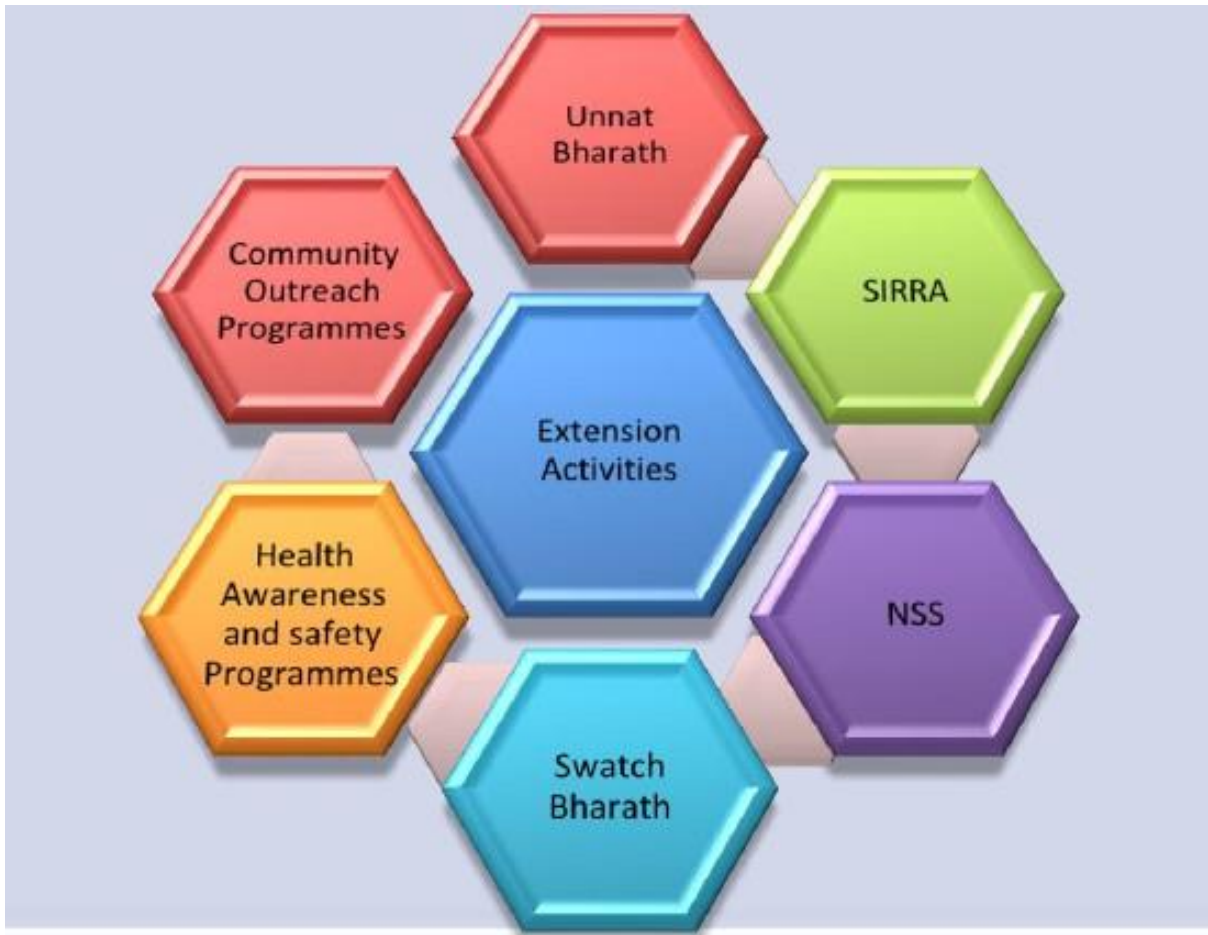 Unnat
Bharath
Community
Outreach
Programmes
SIRRA
Extension
Activities
Health
Awareness
and safety
Programmes
NSS
Swatch
Bharath